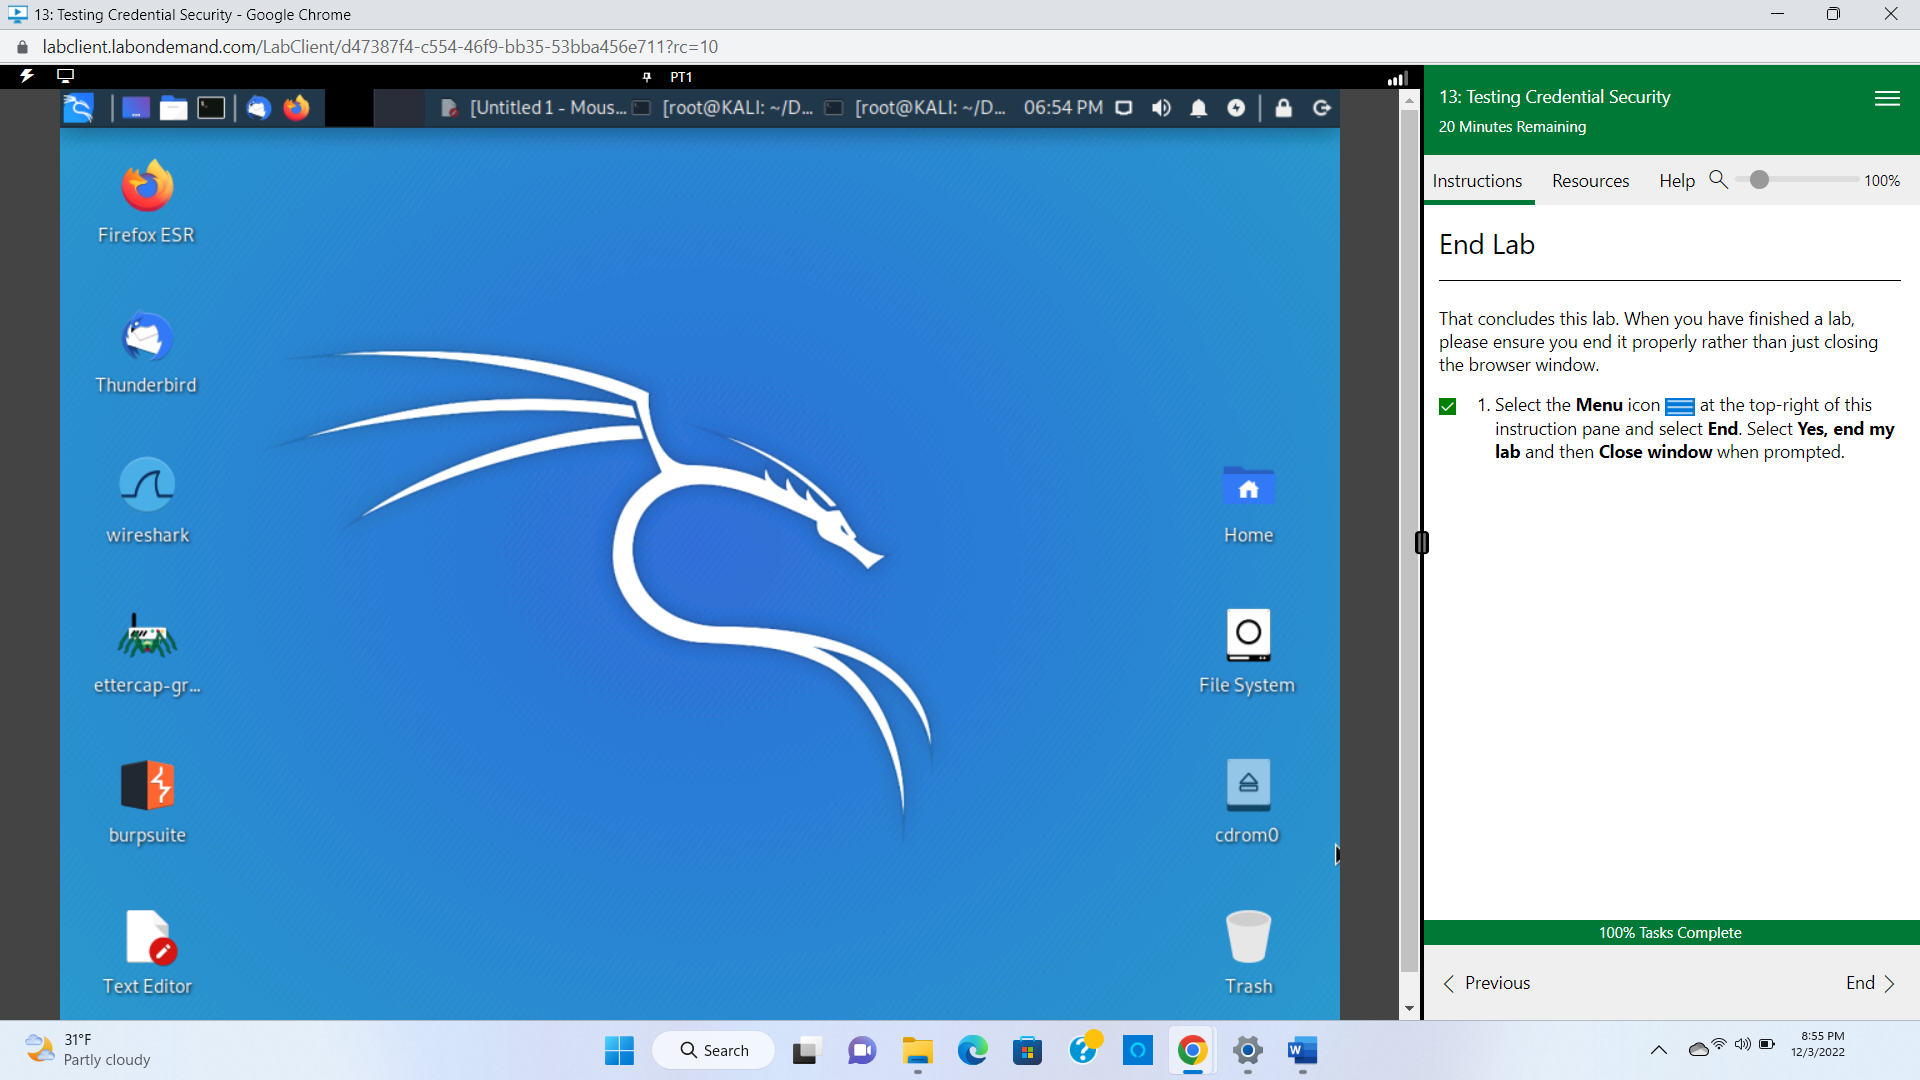 13: Testing Credential Security - Google Chrome
labclient.labondemand.com/LabClient/d47387f4-c554-46f9-bb35-53bba456e711?rc=10
PT1
[Untitled 1 - Mous...
[root@KALI: ~/D...
[root@KALI: ~/D...
06:54 PM
Firefox ESR
Thunderbird
wireshark
ettercap-gr...
burpsuite
Text Editor
Home
File System
cdrom0
Trash
13: Testing Credential Security
20 Minutes Remaining
Instructions
Resources
Help
100%
End Lab
That concludes this lab. When you have finished a lab,
please ensure you end it properly rather than just closing
the browser window.
1. Select the Menu icon at the top-right of this
instruction pane and select End. Select Yes, end my
lab and then Close window when prompted.
100% Tasks Complete
Previous
End
31°F
Partly cloudy
Search
8:55 PM
12/3/2022